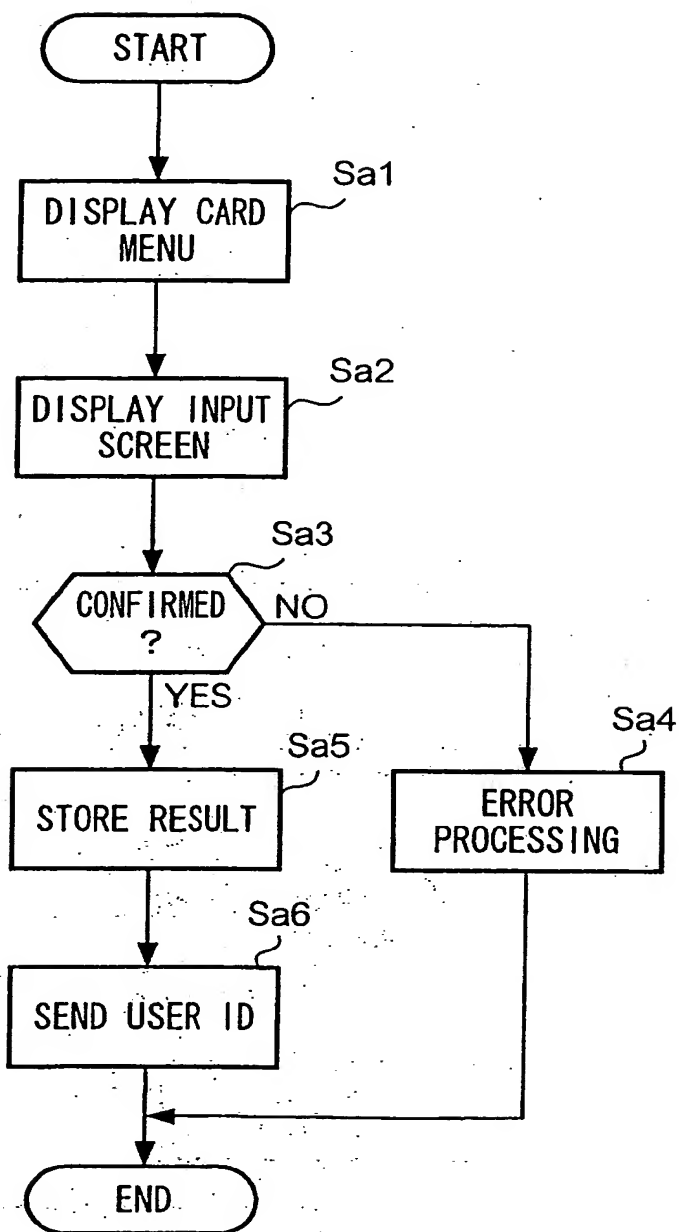 START
Sa1
DISPLAY CARD
MENU
Sa2
DISPLAY INPUT
SCREEN
Sa3
CONFIRMED
?
NO
YES
Sa5
STORE RESULT
Sa4
ERROR
PROCESSING
Sa6
SEND USER ID
END